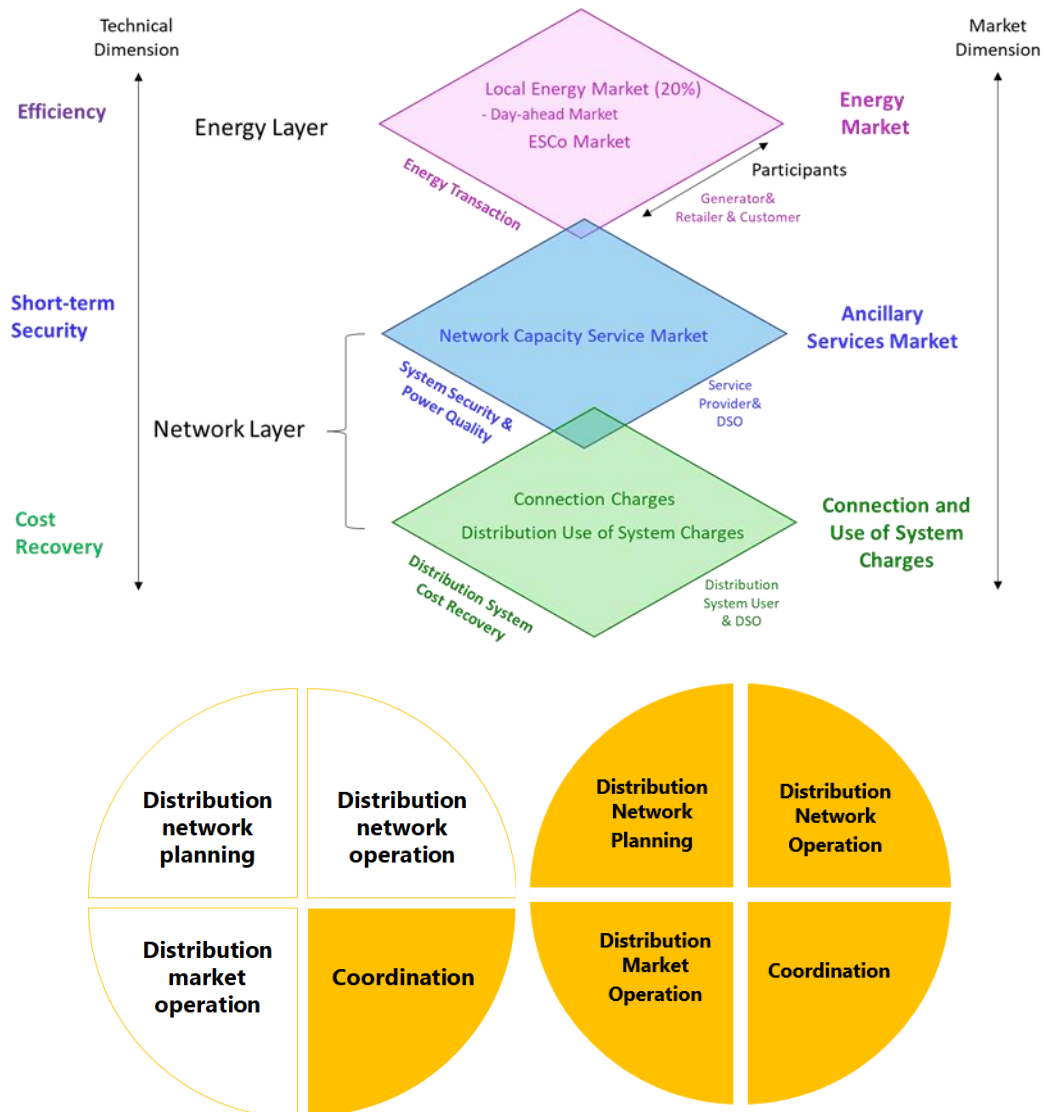 Technical
Dimension
Market
Dimension
Efficiency
Energy Layer
Local Energy Market (20%)
- Day-ahead Market
ESCo Market
Energy
Market
Energy Transaction
Participants
Generator&
Retailer & Customer
Short-term
Security
Network Capacity Service Market
Ancillary
Services Market
System Security &
Power Quality
Service
Provider&
DSO
Network Layer
Cost
Recovery
Connection Charges
Distribution Use of System Charges
Connection and
Use of System
Charges
Distribution System
Cost Recovery
Distribution
System User
& DSO
Distribution
network
planning
Distribution
network
operation
Distribution
market
operation
Coordination
Distribution
Network
Planning
Distribution
Network
Operation
Distribution
Market
Operation
Coordination